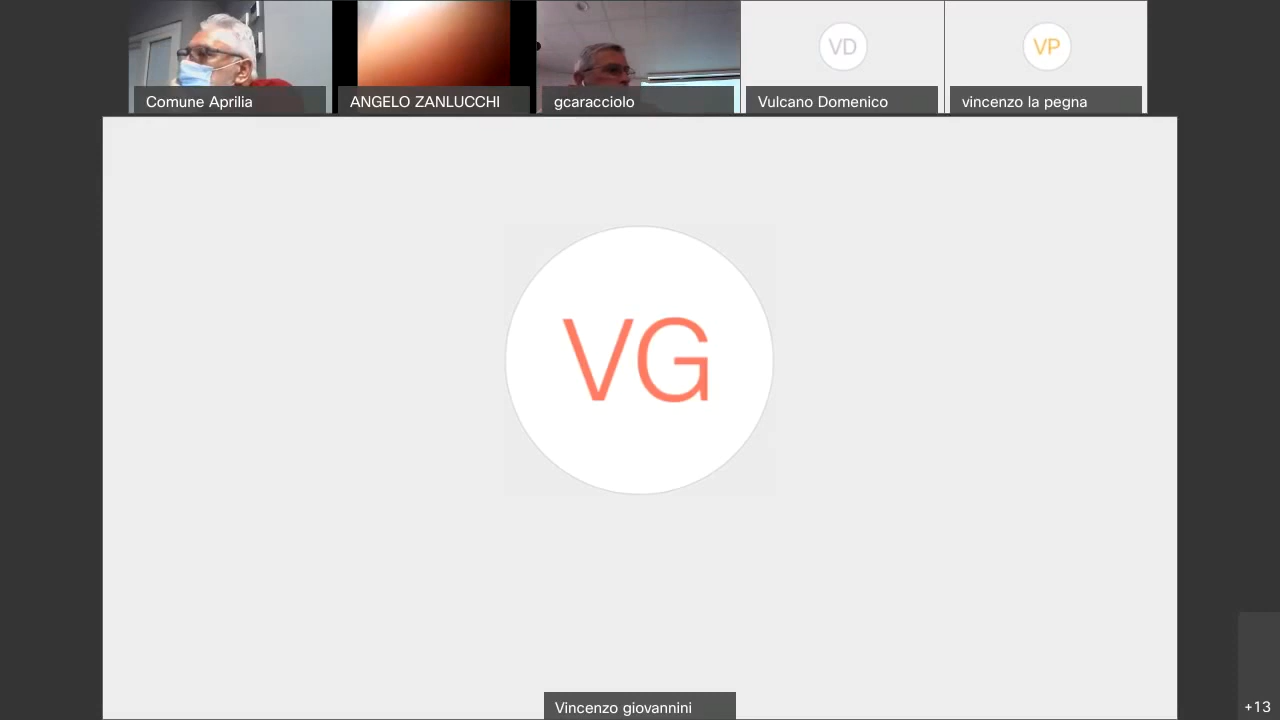 VD
VP
Comune Aprilia
ANGELO ZANLUCCHI
gcaracciolo
Vulcano Domenico
vincenzo la pegna
VG
Vincenzo giovannini
+13